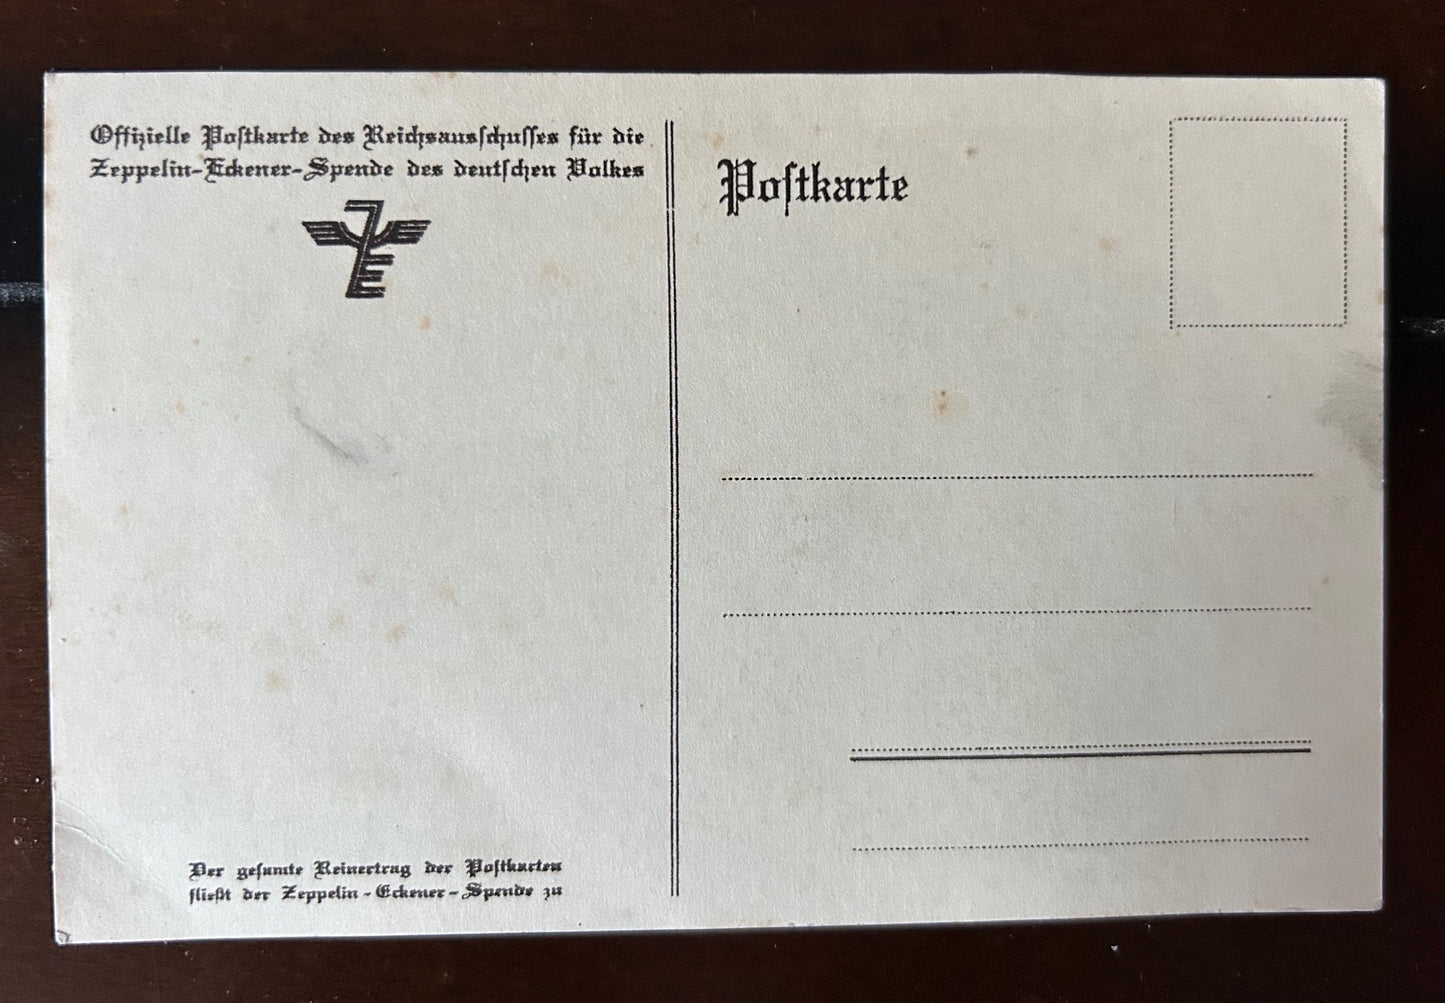 Offizielle Poſtkarte des Reichsausſchuſſes für die
Zeppelin-Eckener-Spende des deutſchen Volkes
ZE
Poſtkarte
Der geſamte Reinertrag der Poſtkarten
fließt der Zeppelin-Eckener-Spende zu